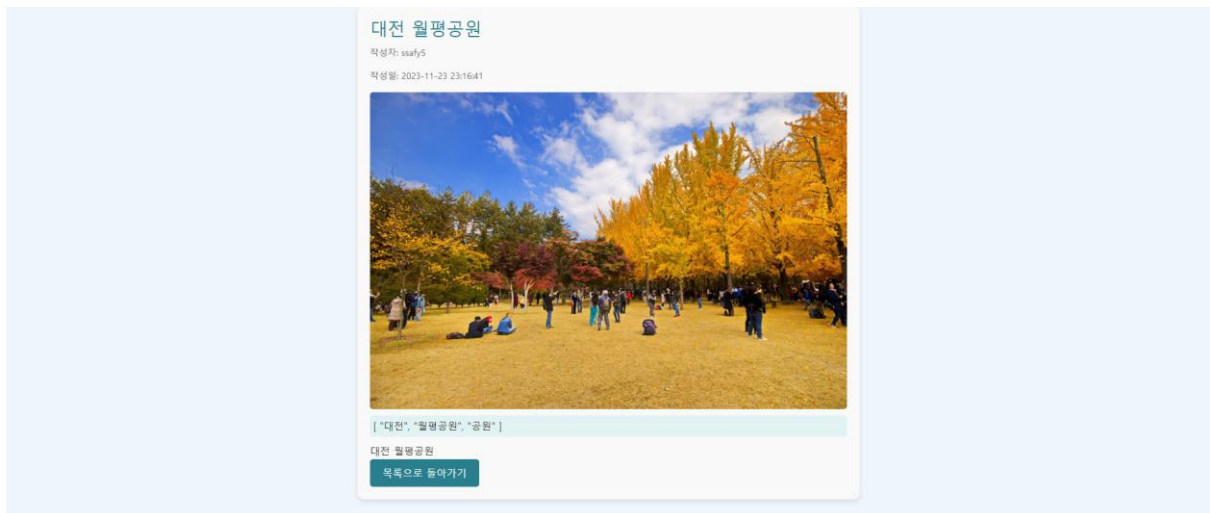 대전 월평공원
작성자: ssafy5
작성일: 2023-11-23 23:16:41
[ "대전", "월평공원", "공원" ]
대전 월평공원
목록으로 돌아가기